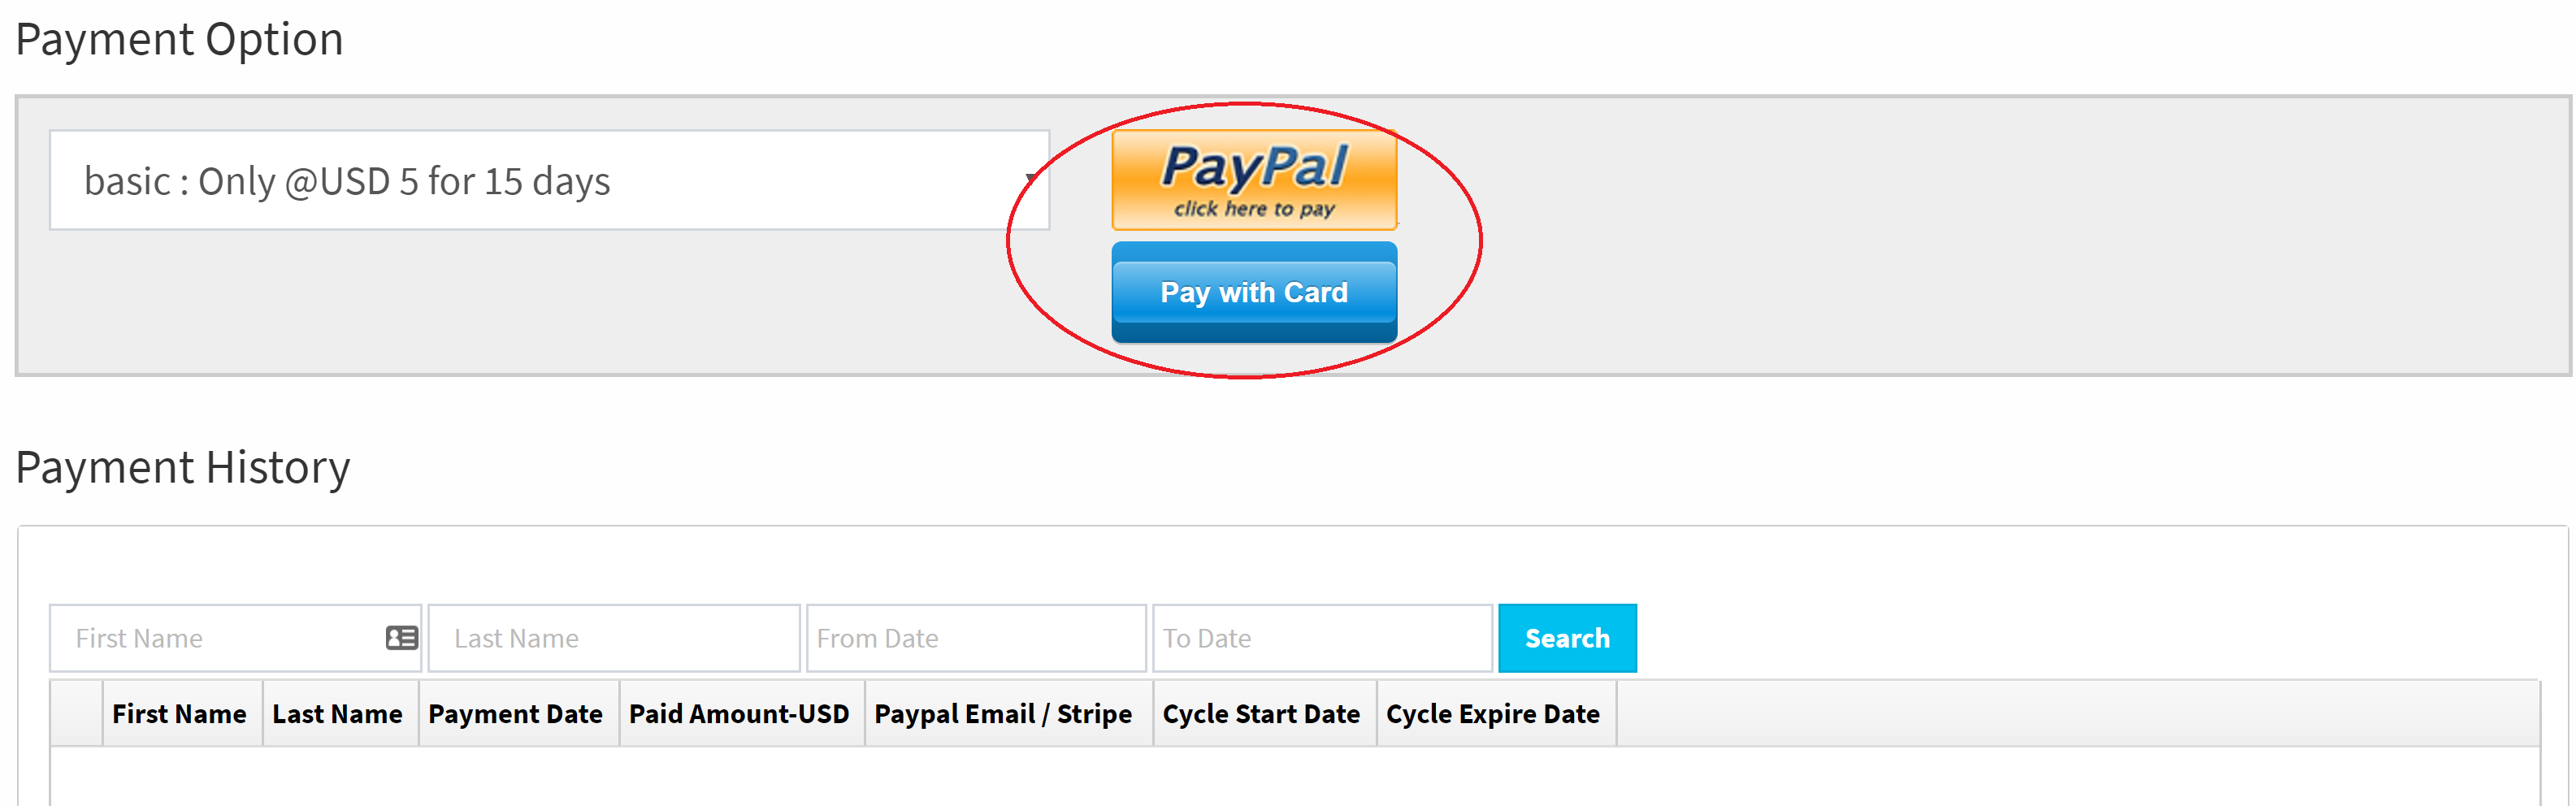 Payment Option
basic : Only @USD 5 for 15 days
PayPal
click here to pay
Pay with Card
Payment History
First Name Last Name From Date To Date Search
First Name Last Name Payment Date Paid Amount-USD Paypal Email / Stripe Cycle Start Date Cycle Expire Date